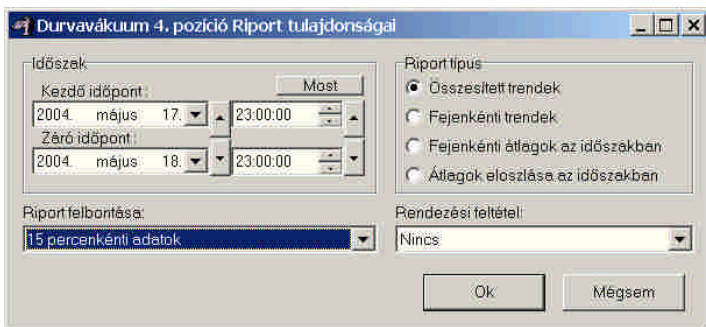 Durvavákuum 4. pozíció Riport tulajdonságai
Időszak
Kezdő időpont:
Most
2004. május 17.
23:00:00
Záró időpont:
2004. május 18.
23:00:00
Riport típus
Összesített trendek
Fejenkénti trendek
Fejenkénti átlagok az időszakban
Átlagok eloszlása az időszakban
Riport felbontása:
15 percenkénti adatok
Rendezési feltétel:
Nincs
Ok
Mégsem